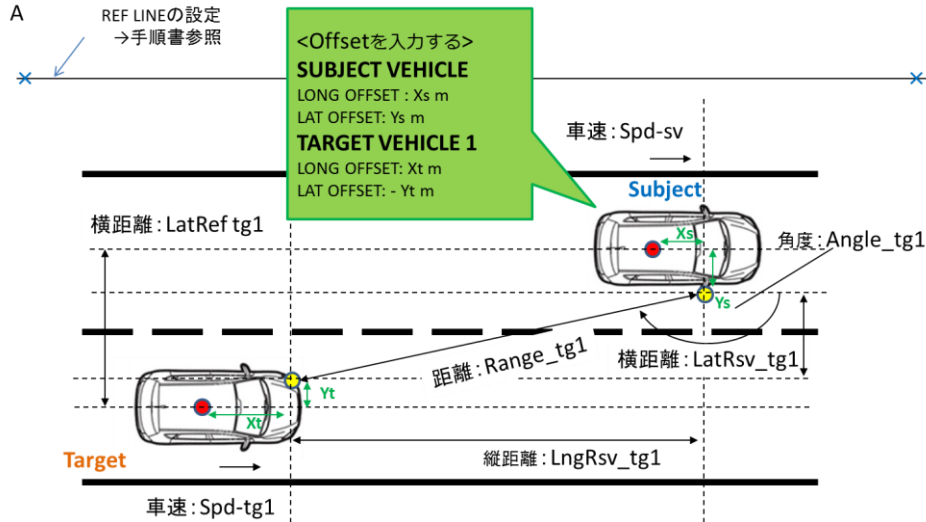 A
REF LINEの設定
→手順書参照
<Offsetを入力する>
SUBJECT VEHICLE
LONG OFFSET : Xs m
LAT OFFSET: Ys m
TARGET VEHICLE 1
LONG OFFSET: Xt m
LAT OFFSET: - Yt m
車速 : Spd-sv
Subject
横距離 : LatRef tg1
Xs
角度 : Angle_tg1
Ys
距離 : Range_tg1
横距離 : LatRsv_tg1
Yt
Xt
Target
縦距離 : LngRsv_tg1
車速 : Spd-tg1